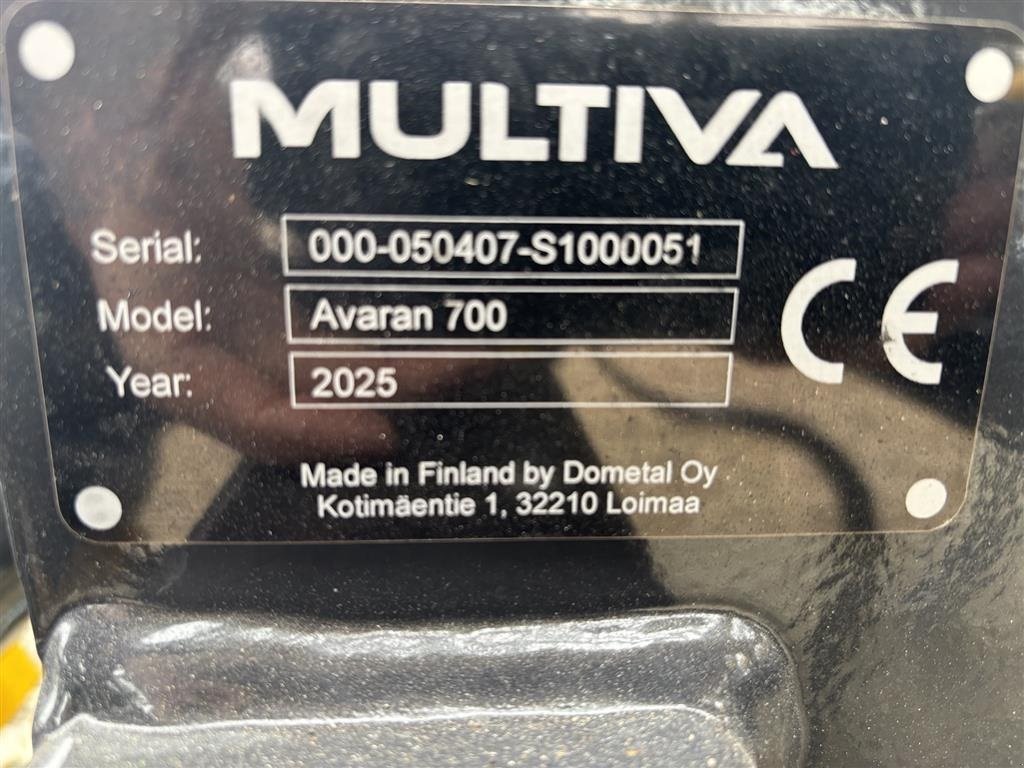 MULTIVA
Serial: 000-050407-S1000051
Model: Avaran 700
Year: 2025
CE
Made in Finland by Dometal Oy
Kotimäentie 1, 32210 Loimaa